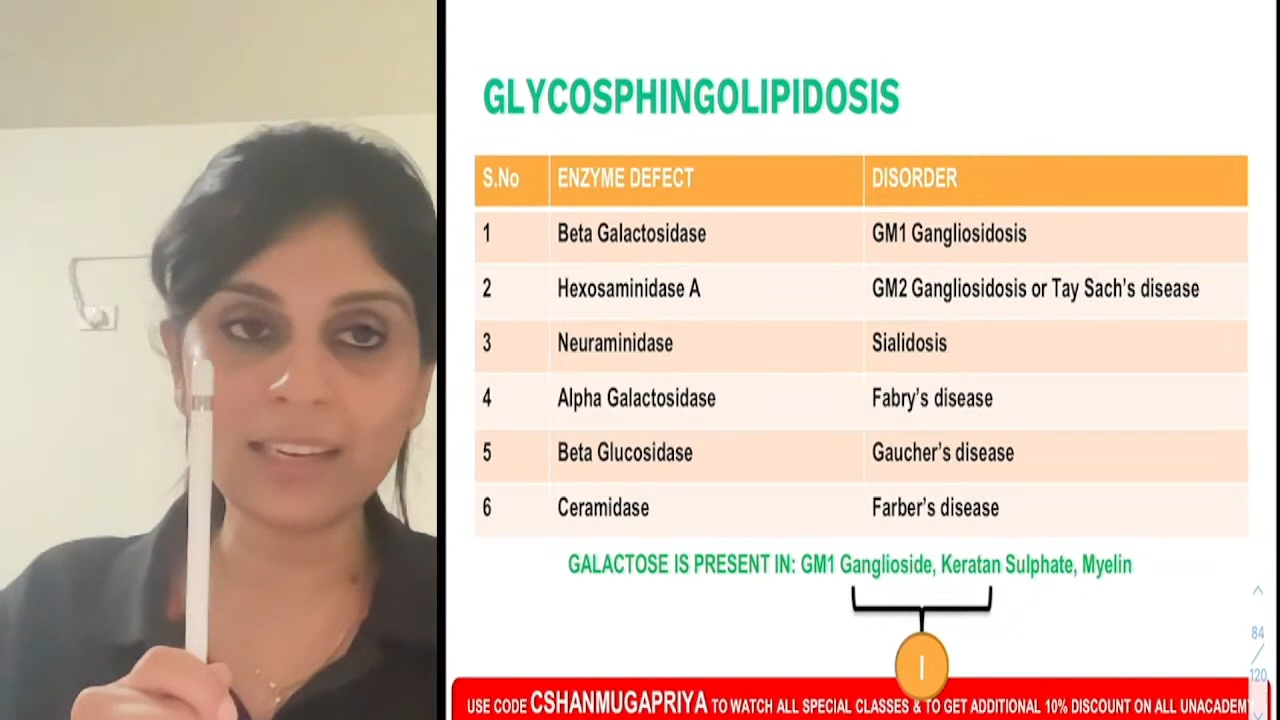 GLYCOSPHINGOLIPIDOSIS
S.No ENZYME DEFECT DISORDER
1 Beta Galactosidase GM1 Gangliosidosis
2 Hexosaminidase A GM2 Gangliosidosis or Tay Sach's disease
3 Neuraminidase Sialidosis
4 Alpha Galactosidase Fabry's disease
5 Beta Glucosidase Gaucher's disease
6 Ceramidase Farber's disease
GALACTOSE IS PRESENT IN: GM1 Ganglioside, Keratan Sulphate, Myelin
I
84
/
120
USE CODE CSHANMUGAPRIYA TO WATCH ALL SPECIAL CLASSES & TO GET ADDITIONAL 10% DISCOUNT ON ALL UNACADEMY